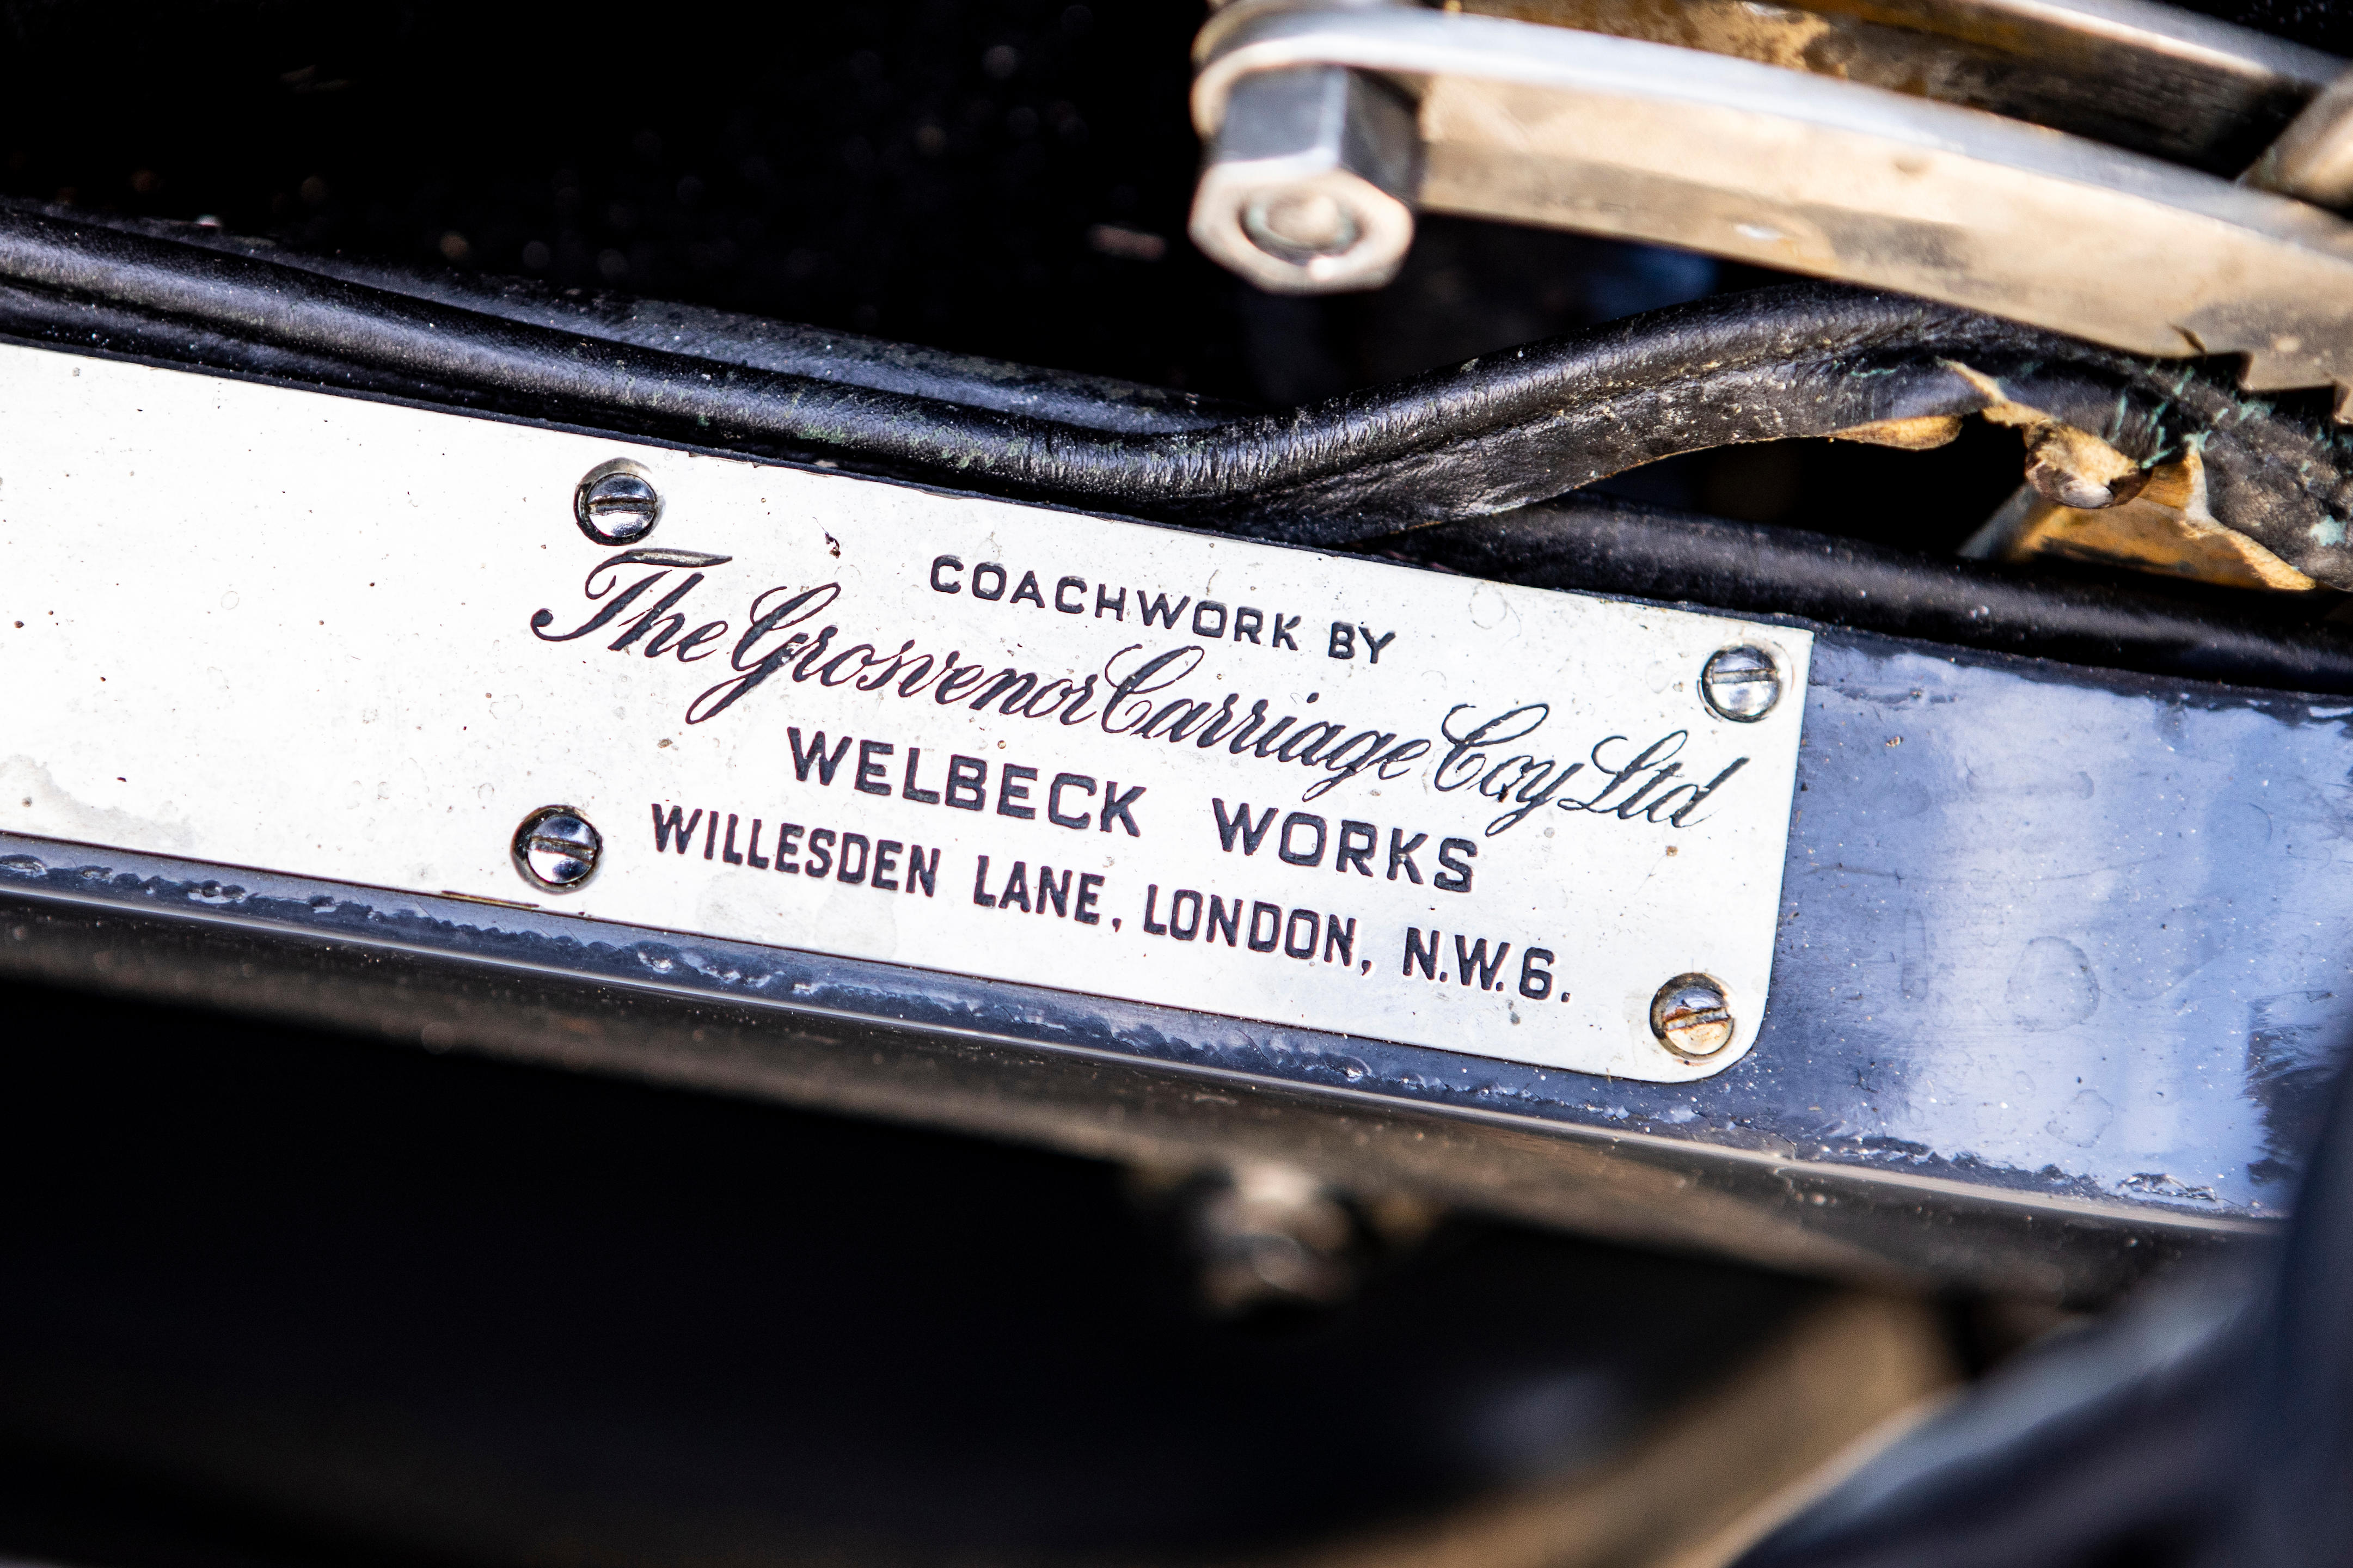 COACHWORK BY
The Grosvenor Carriage Coy Ltd
WELBECK WORKS
WILLESDEN LANE, LONDON, N.W.6.